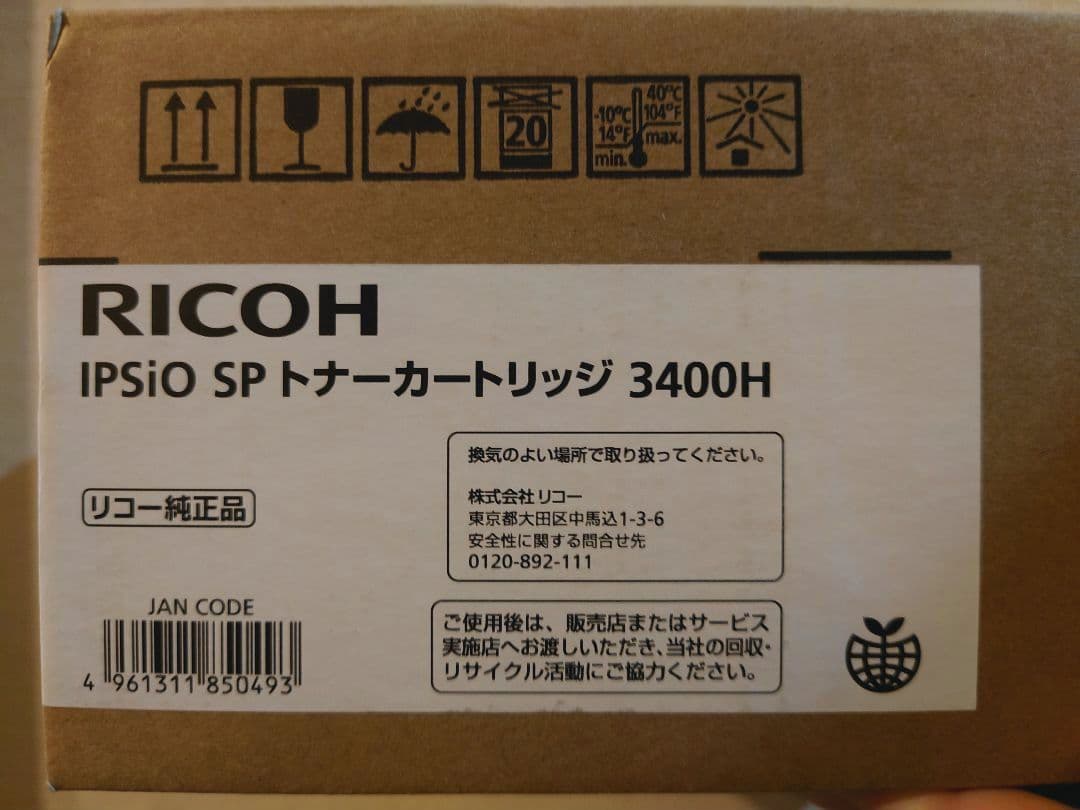 20
-10℃
14°F
min.
40℃
104°F
max.
RICOH
IPSiO SP トナーカートリッジ 3400H
換気のよい場所で取り扱ってください。
株式会社 リコー
東京都大田区中馬込1-3-6
安全性に関する問合せ先
0120-892-111
リコー純正品
JAN CODE
4 961311 850493
ご使用後は、販売店またはサービス
実施店へお渡しいただき、当社の回収・
リサイクル活動にご協力ください。